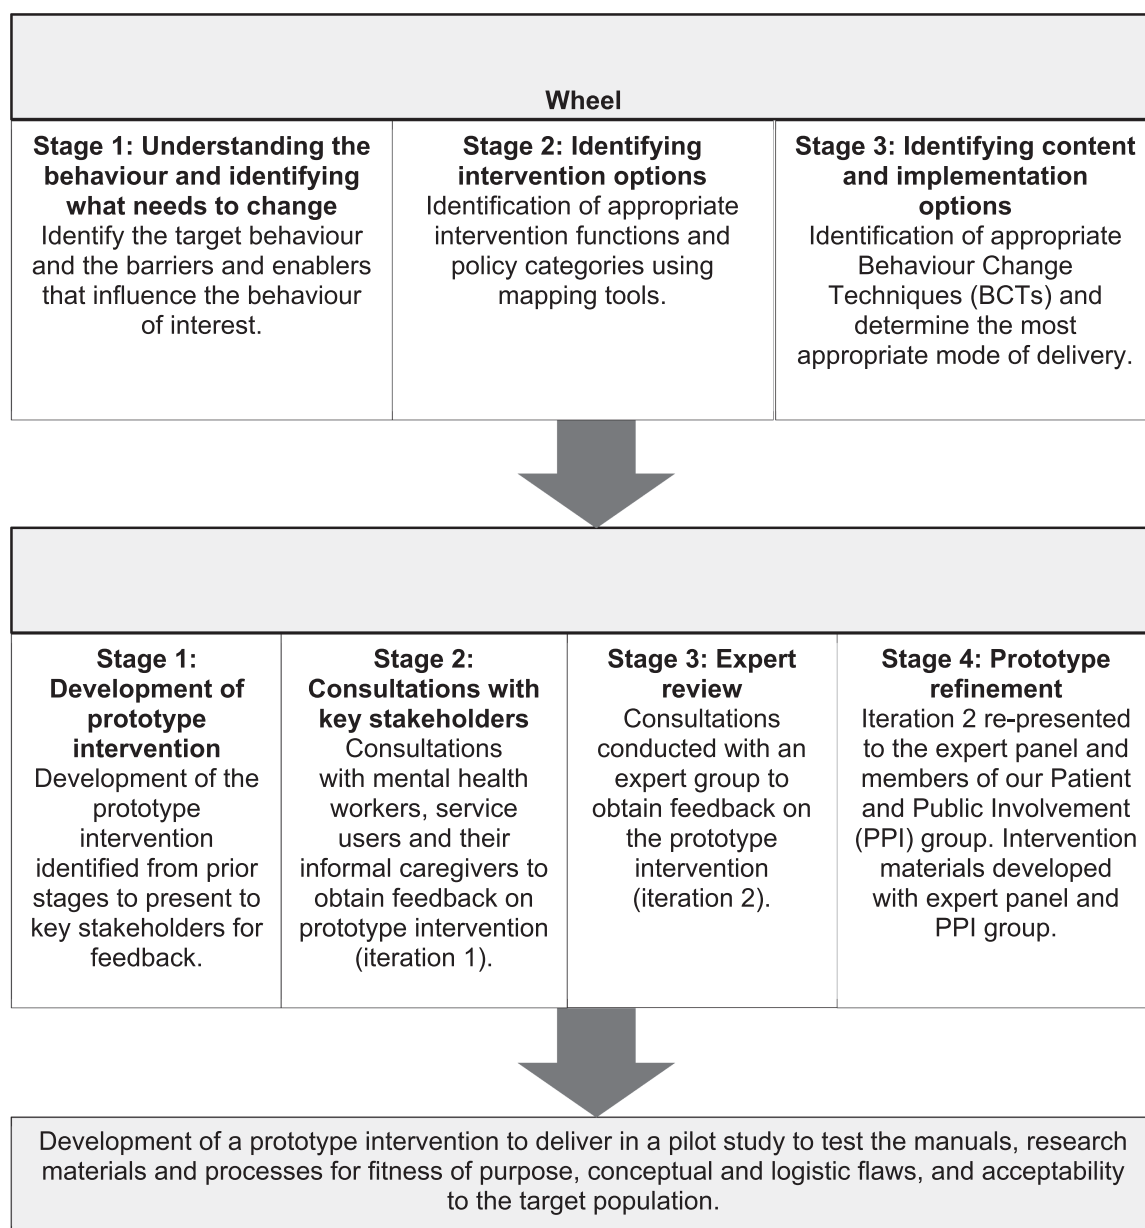 Wheel
Stage 1: Understanding the
behaviour and identifying
what needs to change
Identify the target behaviour
and the barriers and enablers
that influence the behaviour
of interest.
Stage 2: Identifying
intervention options
Identification of appropriate
intervention functions and
policy categories using
mapping tools.
Stage 3: Identifying content
and implementation
options
Identification of appropriate
Behaviour Change
Techniques (BCTs) and
determine the most
appropriate mode of delivery.
Stage 1:
Development of
prototype
intervention
Development of the
prototype
intervention
identified from prior
stages to present to
key stakeholders for
feedback.
Stage 2:
Consultations with
key stakeholders
Consultations
with mental health
workers, service
users and their
informal caregivers to
obtain feedback on
prototype intervention
(iteration 1).
Stage 3: Expert
review
Consultations
conducted with an
expert group to
obtain feedback on
the prototype
intervention
(iteration 2).
Stage 4: Prototype
refinement
Iteration 2 re-presented
to the expert panel and
members of our Patient
and Public Involvement
(PPI) group. Intervention
materials developed
with expert panel and
PPI group.
Development of a prototype intervention to deliver in a pilot study to test the manuals, research
materials and processes for fitness of purpose, conceptual and logistic flaws, and acceptability
to the target population.